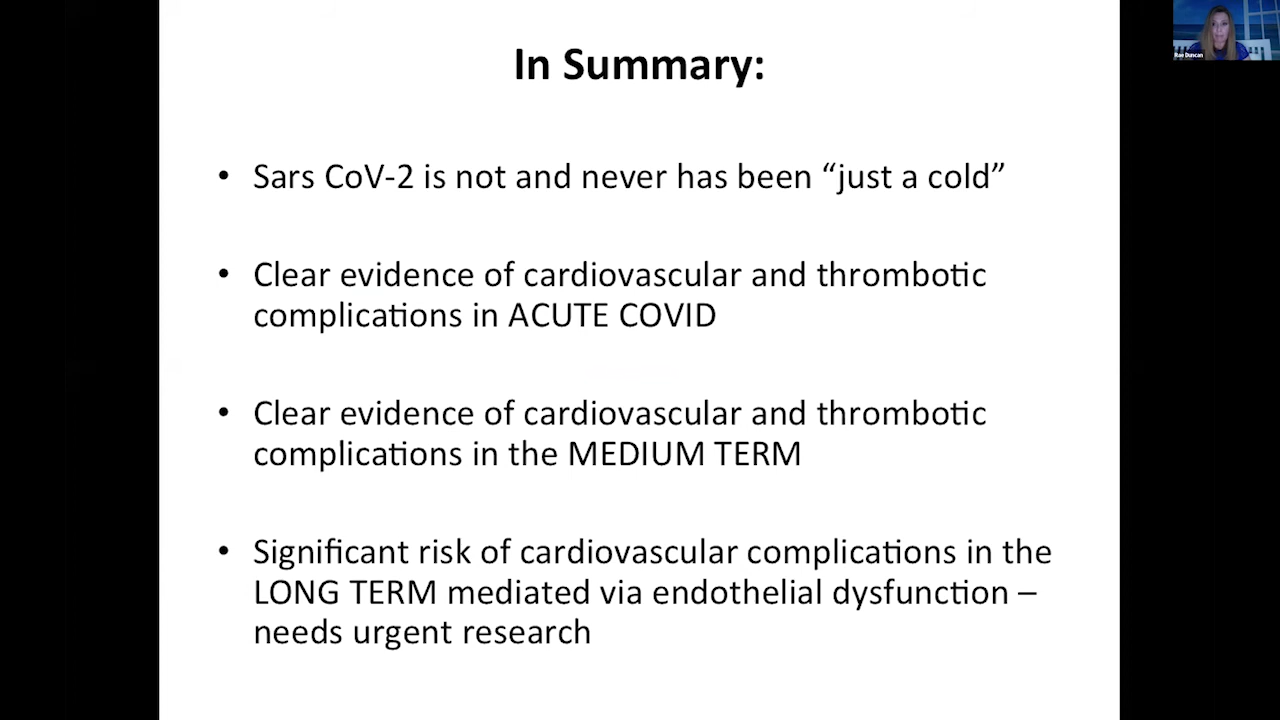 In Summary:
• Sars CoV-2 is not and never has been “just a cold”
• Clear evidence of cardiovascular and thrombotic
complications in ACUTE COVID
• Clear evidence of cardiovascular and thrombotic
complications in the MEDIUM TERM
• Significant risk of cardiovascular complications in the
LONG TERM mediated via endothelial dysfunction –
needs urgent research
Rae Duncan